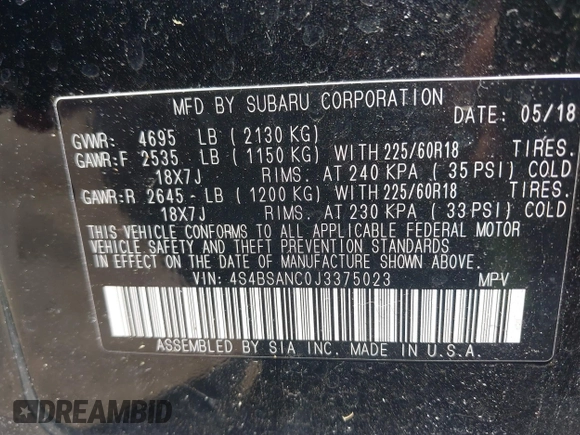 MFD BY SUBARU CORPORATION
DATE: 05/18
GVWR: 4695 LB (2130 KG)
GAWR:F 2535 LB (1150 KG) WITH 225/60R18 TIRES.
18X7J RIMS. AT 240 KPA (35 PSI) COLD
GAWR:R 2645 LB (1200 KG) WITH 225/60R18 TIRES.
18X7J RIMS. AT 230 KPA (33 PSI) COLD
THIS VEHICLE CONFORMS TO ALL APPLICABLE FEDERAL MOTOR
VEHICLE SAFETY AND THEFT PREVENTION STANDARDS
IN EFFECT ON THE DATE OF MANUFACTURE SHOWN ABOVE.
VIN: 4S4BSANC0J3375023 MPV
ASSEMBLED BY SIA INC. MADE IN U.S.A.
DREAMBID